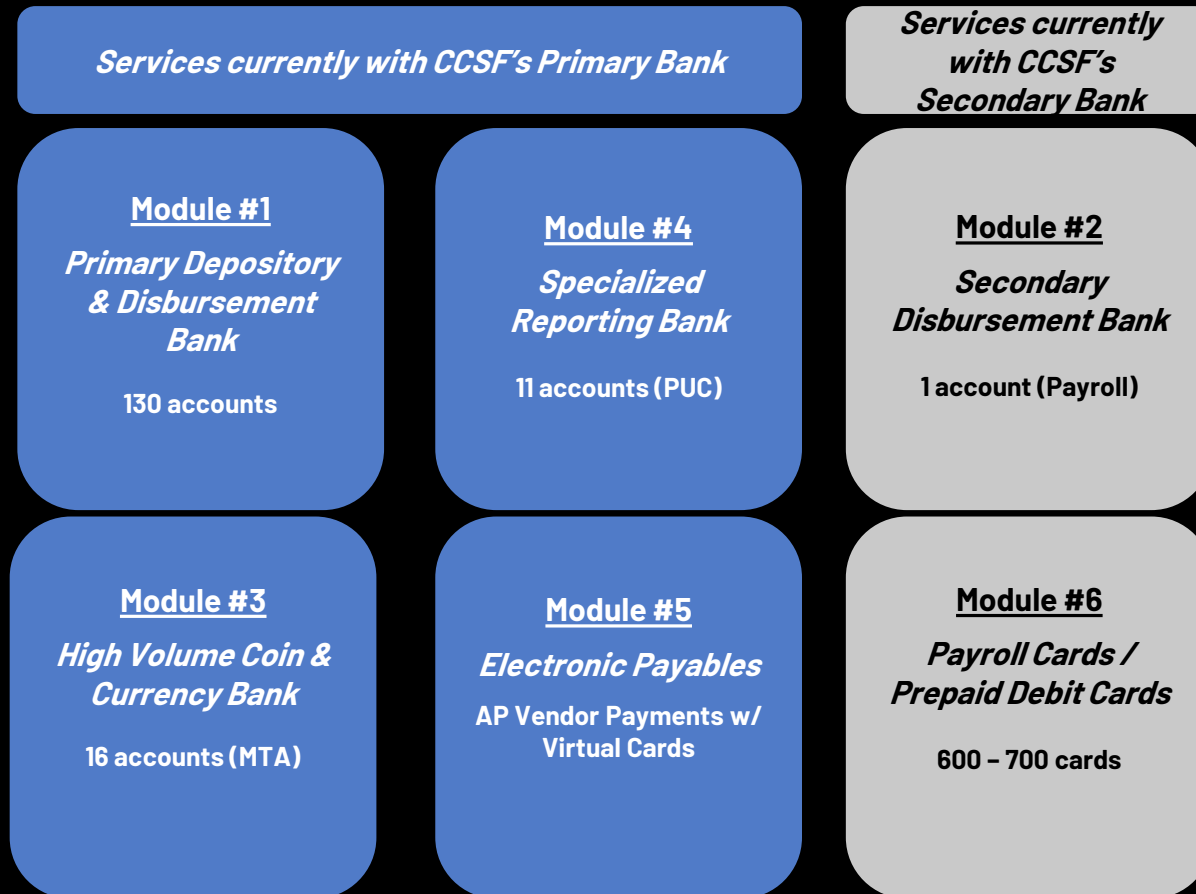 Services currently with CCSF's Primary Bank
Services currently
with CCSF's
Secondary Bank
Module #1
Primary Depository
& Disbursement
Bank
130 accounts
Module #4
Specialized
Reporting Bank
11 accounts (PUC)
Module #2
Secondary
Disbursement Bank
1 account (Payroll)
Module #3
High Volume Coin &
Currency Bank
16 accounts (MTA)
Module #5
Electronic Payables
AP Vendor Payments w/
Virtual Cards
Module #6
Payroll Cards /
Prepaid Debit Cards
600 – 700 cards